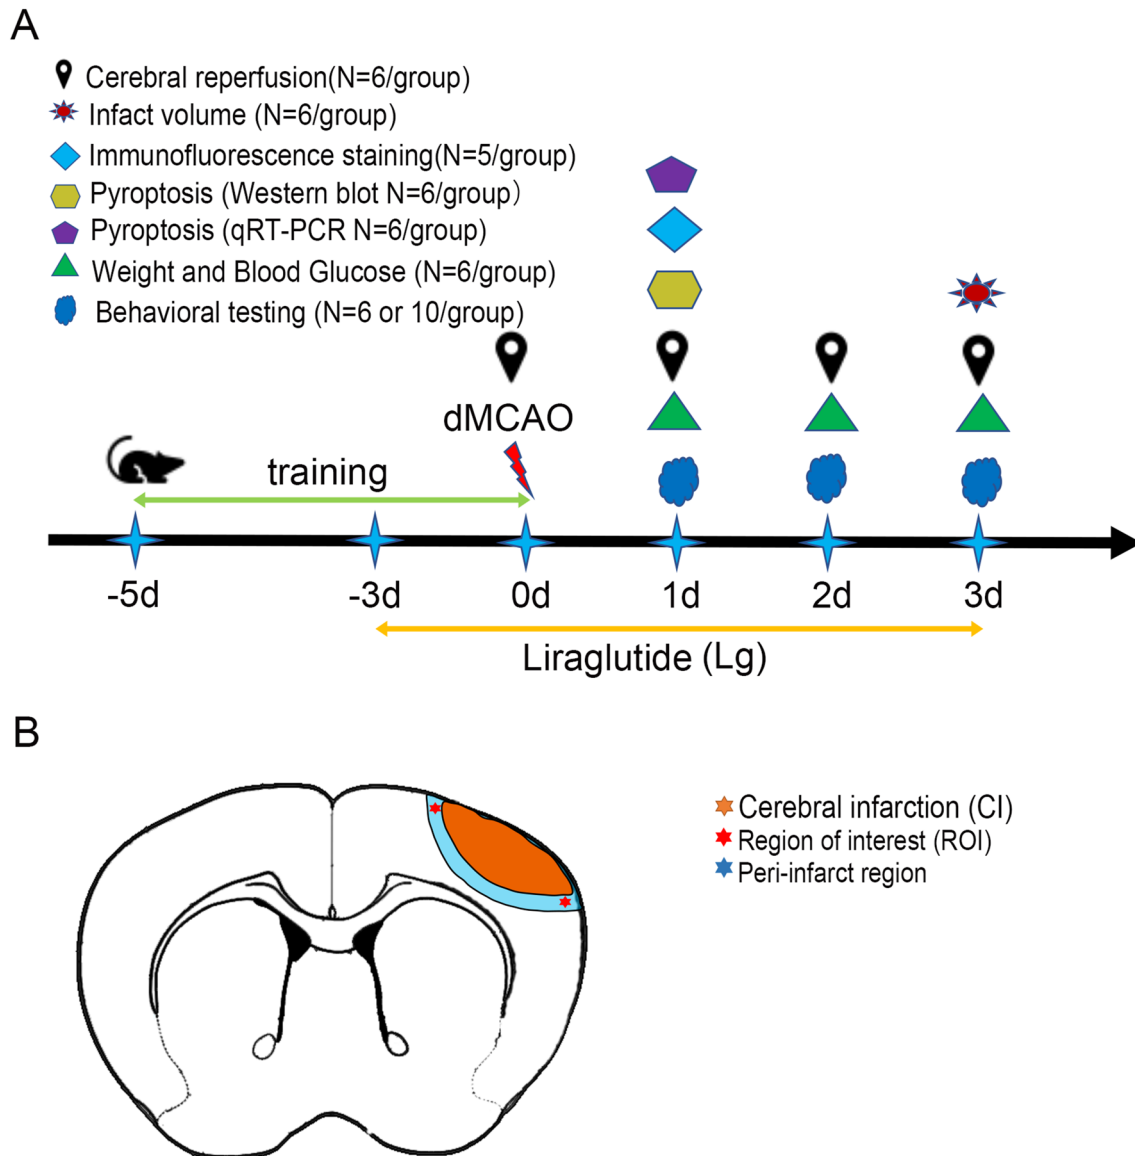 A
Cerebral reperfusion(N=6/group)
Infact volume (N=6/group)
Immunofluorescence staining(N=5/group)
Pyroptosis (Western blot N=6/group)
Pyroptosis (qRT-PCR N=6/group)
Weight and Blood Glucose (N=6/group)
Behavioral testing (N=6 or 10/group)
dMCAO
training
-5d -3d 0d 1d 2d 3d
Liraglutide (Lg)
B
Cerebral infarction (CI)
Region of interest (ROI)
Peri-infarct region